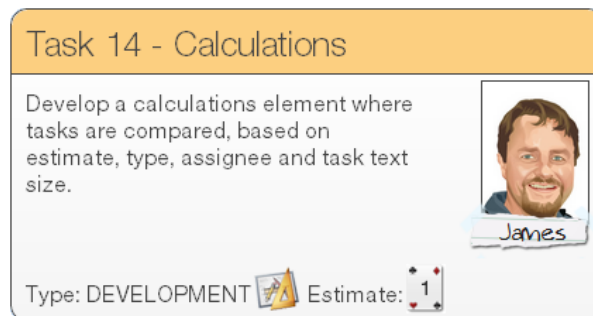 Task 14 - Calculations
Develop a calculations element where
tasks are compared, based on
estimate, type, assignee and task text
size.
James
Type: DEVELOPMENT Estimate: 1